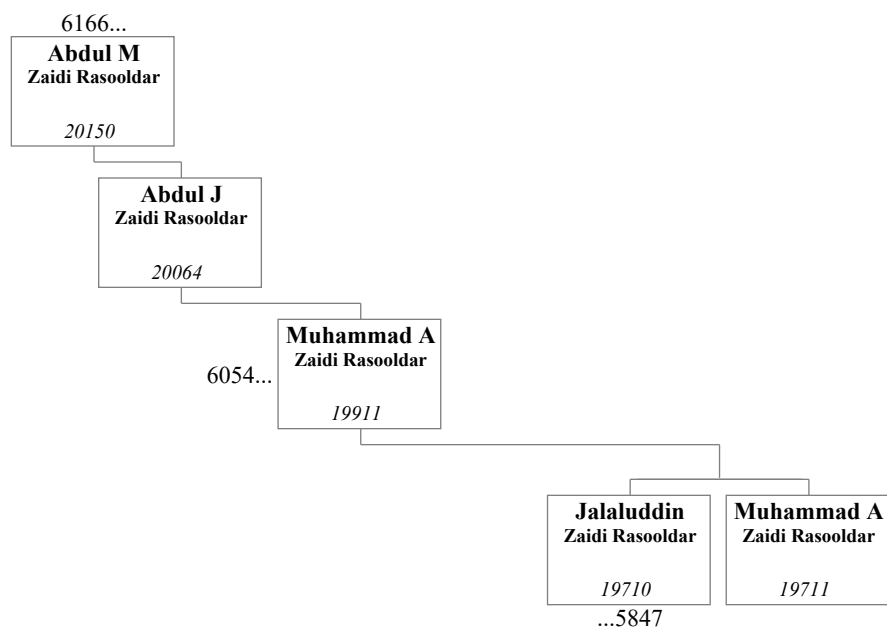 6166...
Abdul M
Zaidi Rasooldar
20150
Abdul J
Zaidi Rasooldar
20064
Muhammad A
Zaidi Rasooldar
6054...
19911
Jalaluddin
Zaidi Rasooldar
19710
...5847
Muhammad A
Zaidi Rasooldar
19711